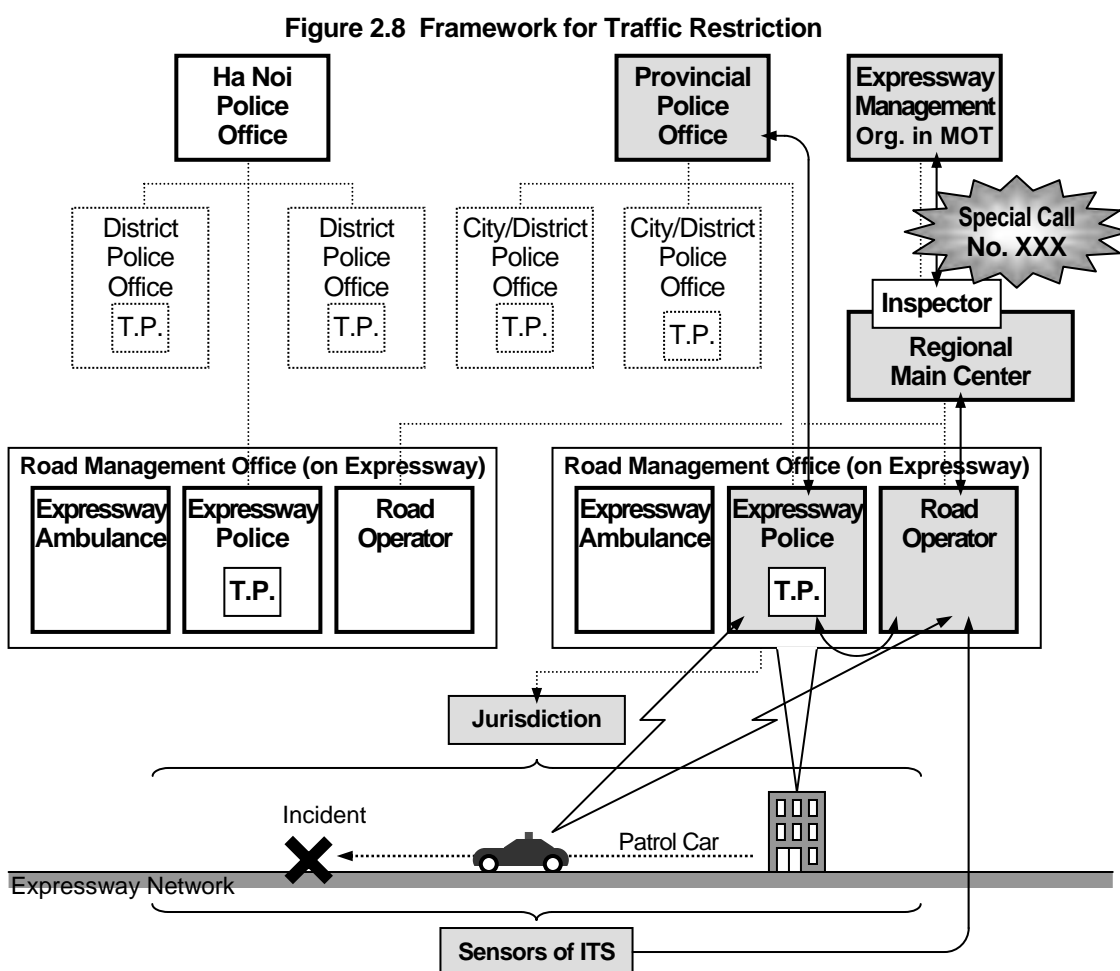 Figure 2.8 Framework for Traffic Restriction
Ha Noi
Police
Office
Provincial
Police
Office
Expressway
Management
Org. in MOT
Special Call
No. XXX
District
Police
Office
T.P.
District
Police
Office
T.P.
City/District
Police
Office
T.P.
City/District
Police
Office
T.P.
Inspector
Regional
Main Center
Road Management Office (on Expressway)
Expressway
Ambulance
Expressway
Police
T.P.
Road
Operator
Road Management Office (on Expressway)
Expressway
Ambulance
Expressway
Police
T.P.
Road
Operator
Jurisdiction
Incident
Patrol Car
Expressway Network
Sensors of ITS